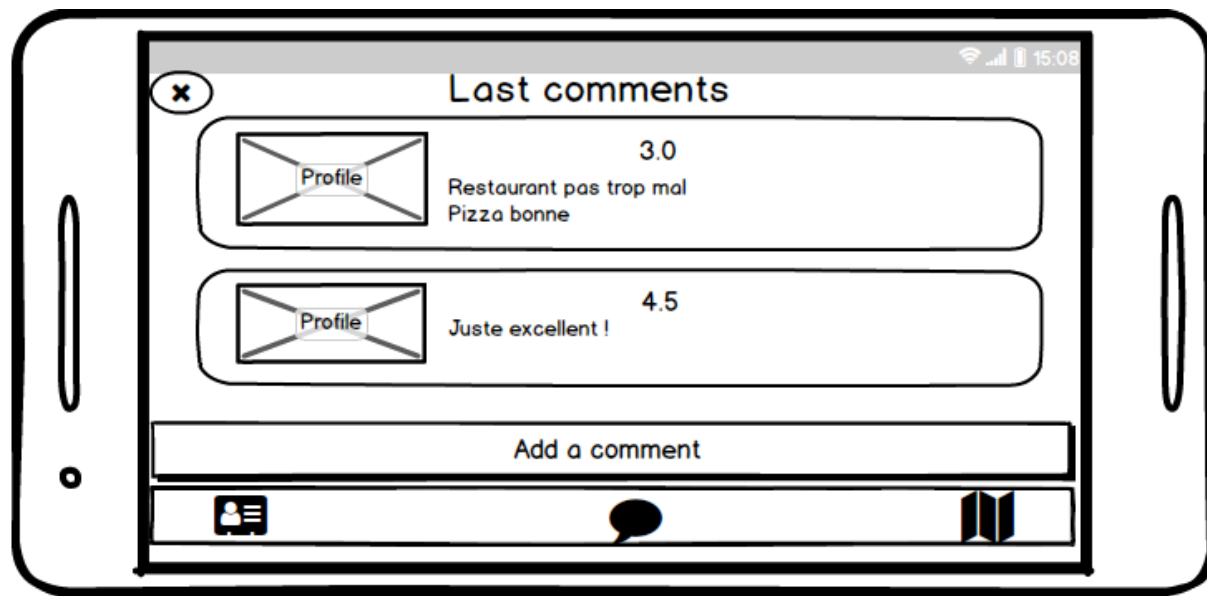 15:08
Last comments
Profile
3.0
Restaurant pas trop mal
Pizza bonne
Profile
4.5
Juste excellent !
Add a comment